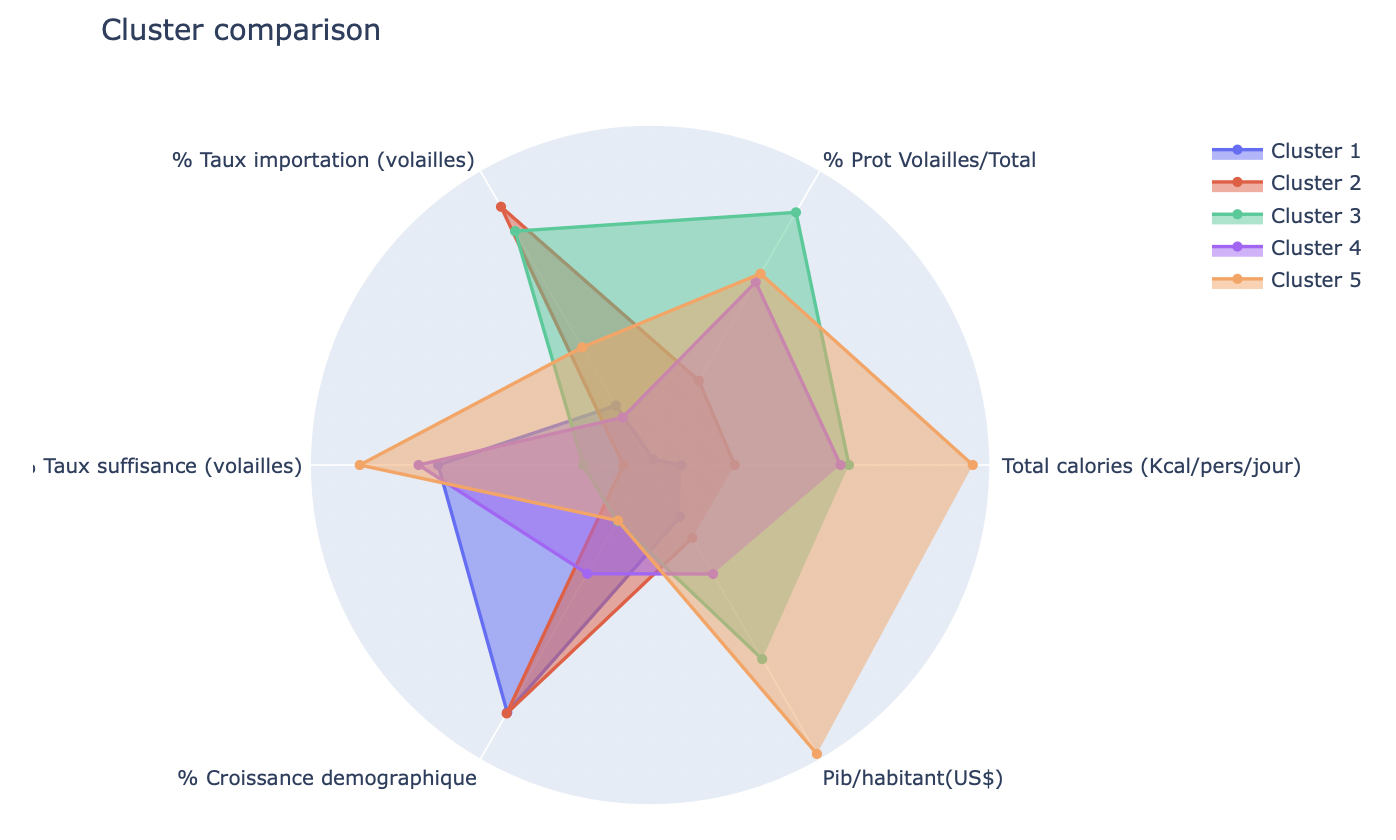 Cluster comparison
% Taux importation (volailles)
% Prot Volailles/Total
Cluster 1
Cluster 2
Cluster 3
Cluster 4
Cluster 5
Taux suffisance (volailles)
Total calories (Kcal/pers/jour)
% Croissance demographique
Pib/habitant(US$)